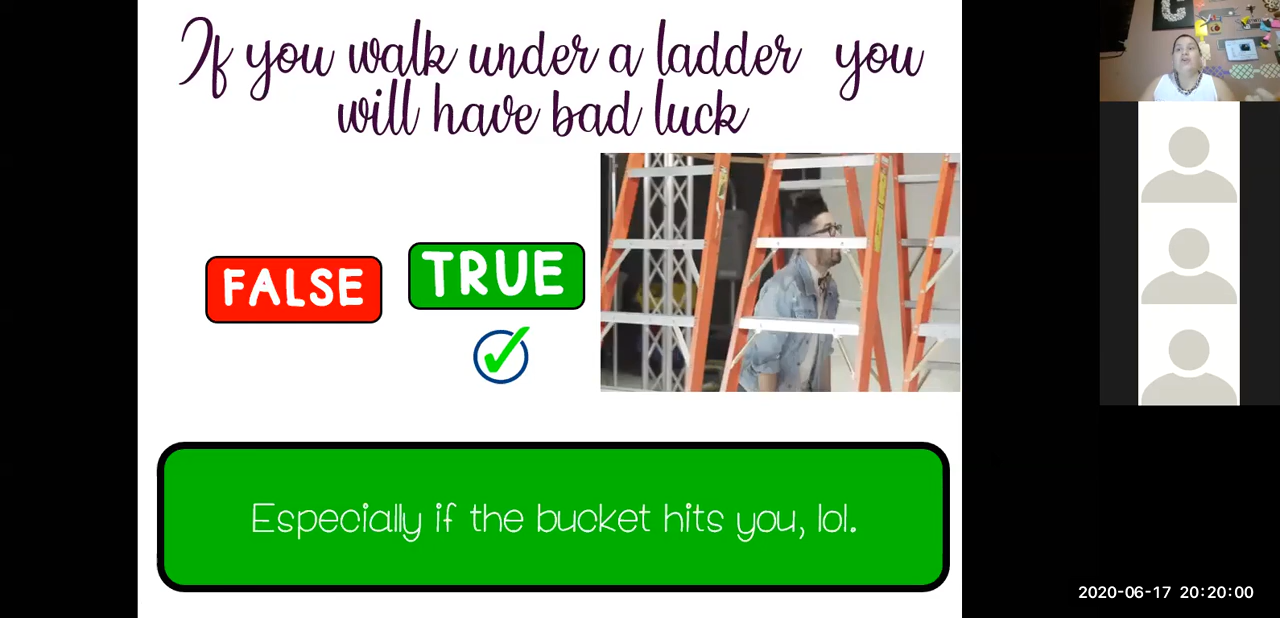 If you walk under a ladder you
will have bad luck
FALSE
TRUE
Especially if the bucket hits you, lol.
C
2020-06-17 20:20:00